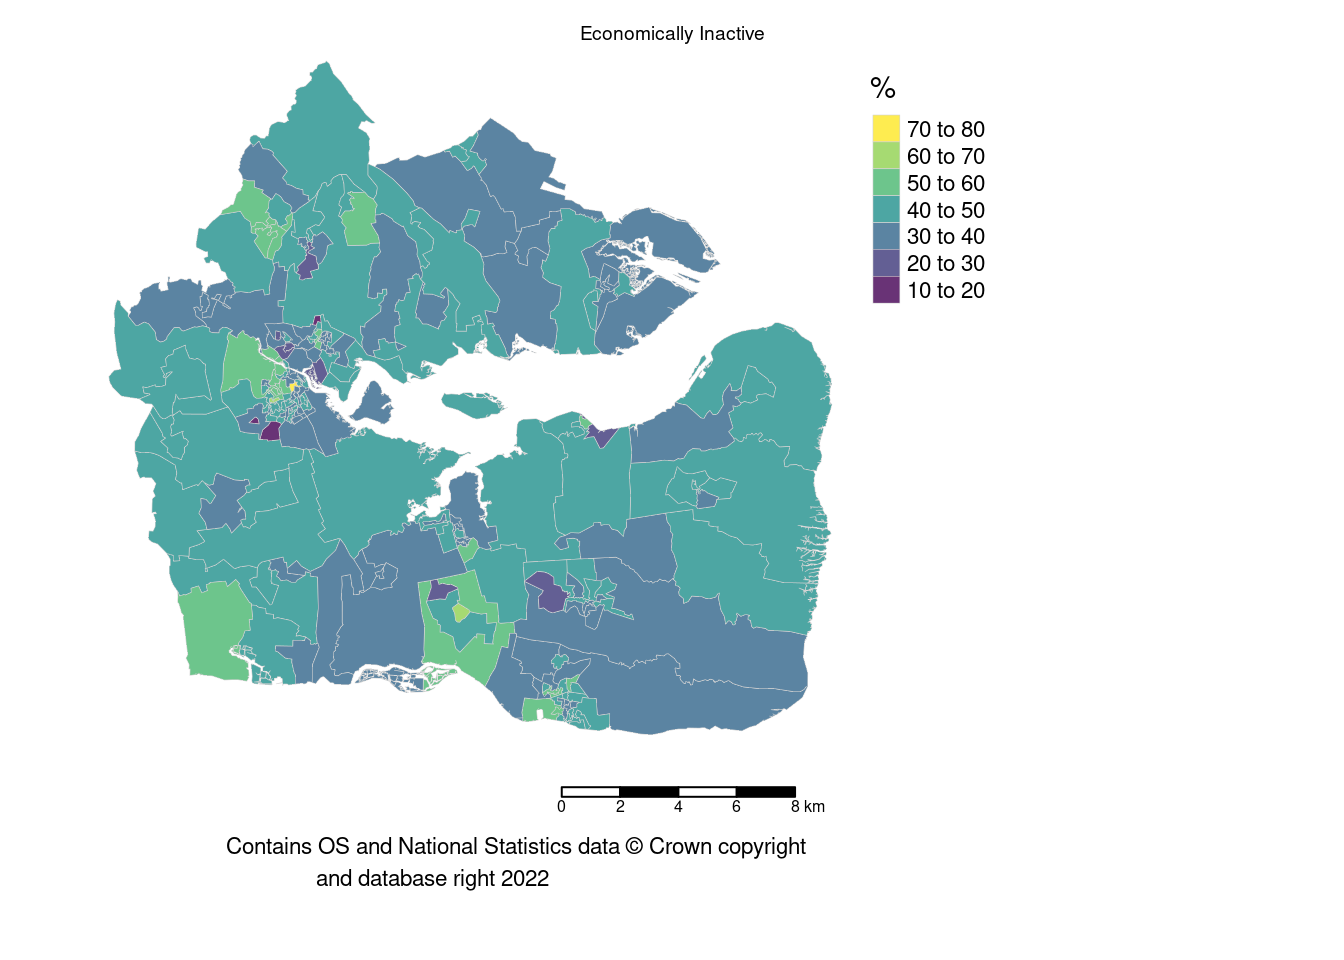 Economically Inactive
%
70 to 80
60 to 70
50 to 60
40 to 50
30 to 40
20 to 30
10 to 20
0 2 4 6 8 km
Contains OS and National Statistics data © Crown copyright
and database right 2022